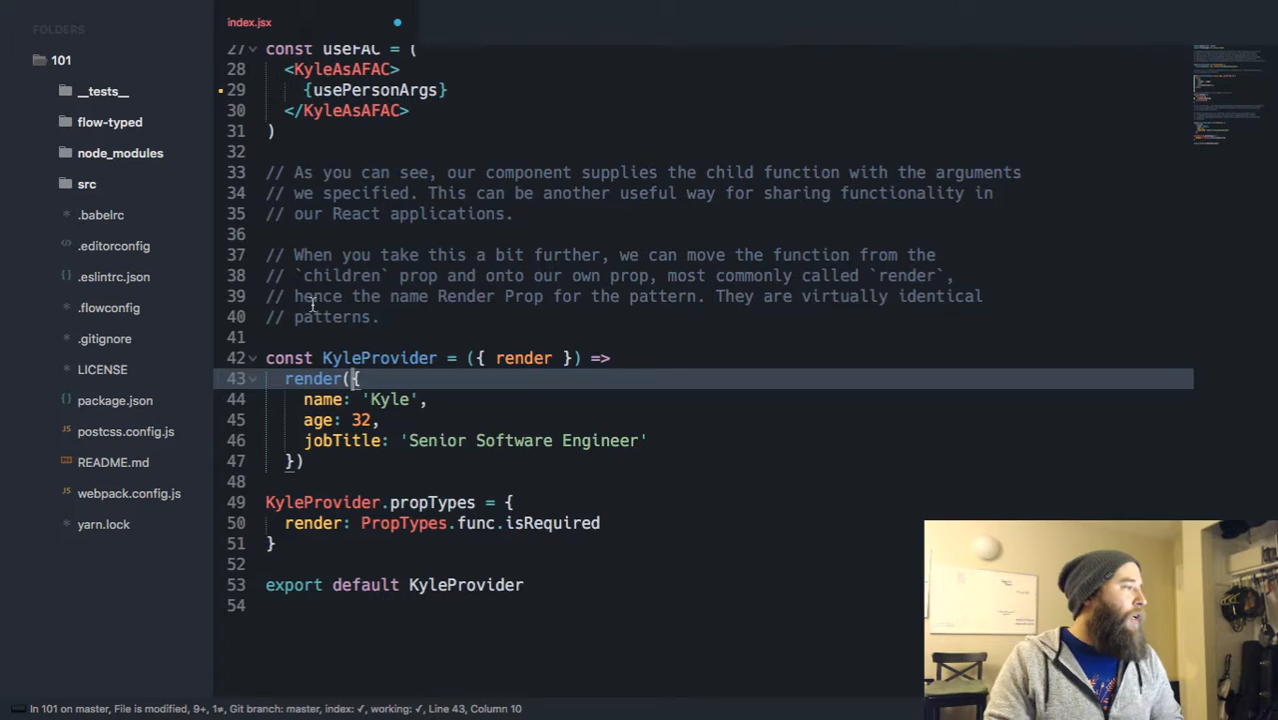 FOLDERS
101
__tests__
flow-typed
node_modules
src
.babelrc
.editorconfig
.eslintrc.json
.flowconfig
.gitignore
LICENSE
package.json
postcss.config.js
README.md
webpack.config.js
yarn.lock
index.jsx
27 const useFAC = (
28 <KyleAsAFAC>
29 {usePersonArgs}
30 </KyleAsAFAC>
31 )
32
33 // As you can see, our component supplies the child function with the arguments
34 // we specified. This can be another useful way for sharing functionality in
35 // our React applications.
36
37 // When you take this a bit further, we can move the function from the
38 // `children` prop and onto our own prop, most commonly called `render`,
39 // hence the name Render Prop for the pattern. They are virtually identical
40 // patterns.
41
42 const KyleProvider = ({ render }) =>
43 render({
44 name: 'Kyle',
45 age: 32,
46 jobTitle: 'Senior Software Engineer'
47 })
48
49 KyleProvider.propTypes = {
50 render: PropTypes.func.isRequired
51 }
52
53 export default KyleProvider
54
In 101 on master, File is modified, 9+, 1≠, Git branch: master, index: ✓, working: ✓, Line 43, Column 10